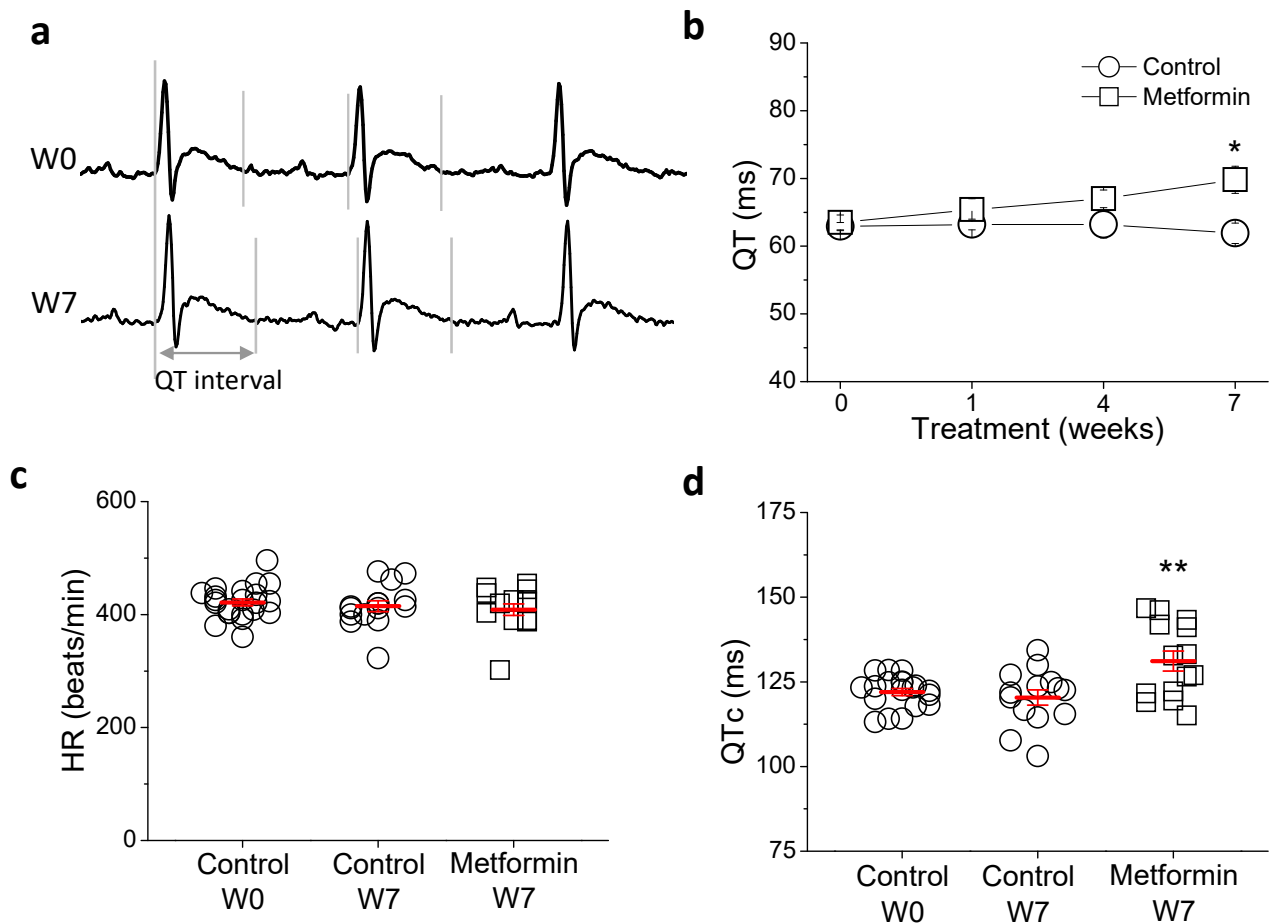 a
W0
W7
QT interval
b
90
80
70
60
50
40
QT (ms)
Control
Metformin
*
0 1 4 7
Treatment (weeks)
c
600
400
200
0
HR (beats/min)
Control Control Metformin
W0 W7 W7
d
175
150
125
100
75
QTc (ms)
**
Control Control Metformin
W0 W7 W7